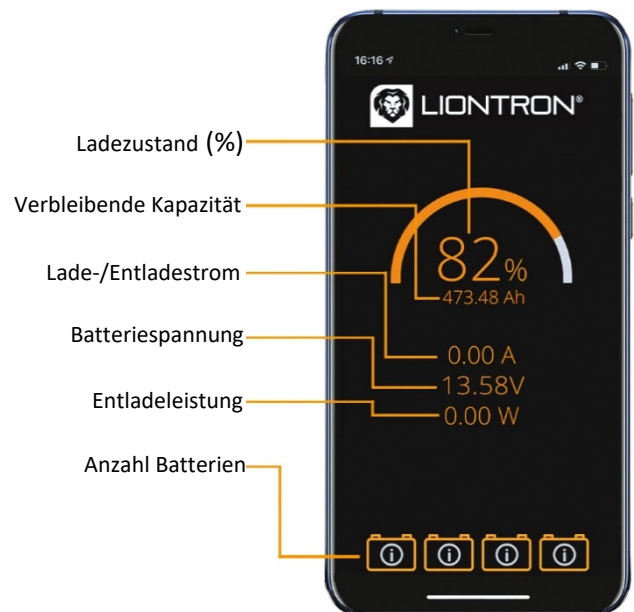 16:16
LIONTRON®
Ladezustand (%)
Verbleibende Kapazität
82%
Lade-/Entladestrom
473.48 Ah
Batteriespannung
0.00 A
13.58V
Entladeleistung
0.00 W
Anzahl Batterien
i i i i